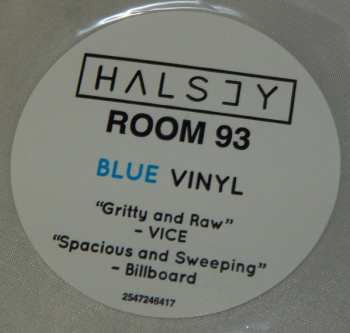 HALSEY
ROOM 93
BLUE VINYL
"Gritty and Raw"
– VICE
"Spacious and Sweeping"
– Billboard
2547246417